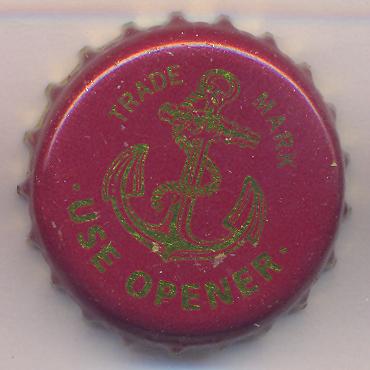 TRADE MARK
· USE OPENER ·